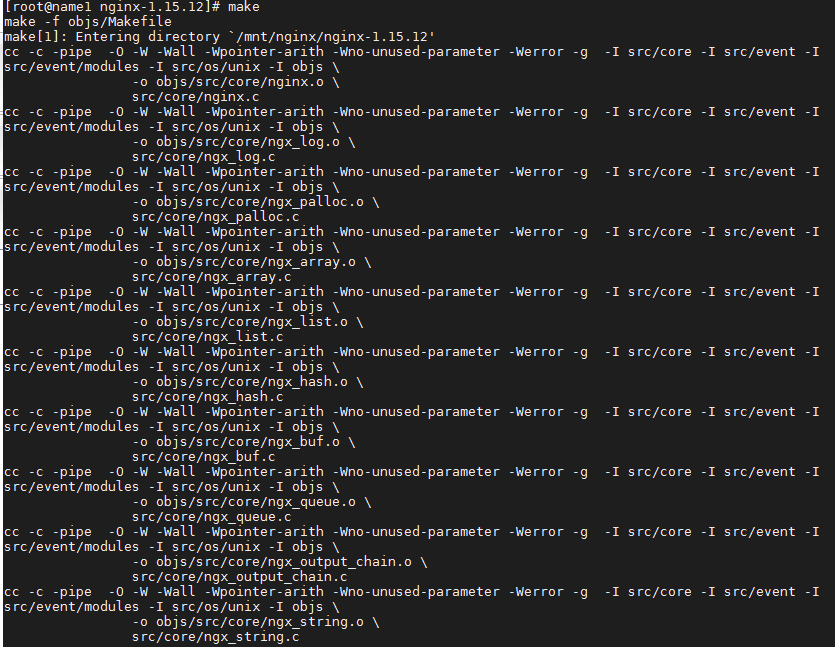 [root@name1 nginx-1.15.12]# make
make -f objs/Makefile
make[1]: Entering directory `/mnt/nginx/nginx-1.15.12'
cc -c -pipe  -O -W -Wall -Wpointer-arith -Wno-unused-parameter -Werror -g  -I src/core -I src/event -I
src/event/modules -I src/os/unix -I objs \
                -o objs/src/core/nginx.o \
                src/core/nginx.c
cc -c -pipe  -O -W -Wall -Wpointer-arith -Wno-unused-parameter -Werror -g  -I src/core -I src/event -I
src/event/modules -I src/os/unix -I objs \
                -o objs/src/core/ngx_log.o \
                src/core/ngx_log.c
cc -c -pipe  -O -W -Wall -Wpointer-arith -Wno-unused-parameter -Werror -g  -I src/core -I src/event -I
src/event/modules -I src/os/unix -I objs \
                -o objs/src/core/ngx_palloc.o \
                src/core/ngx_palloc.c
cc -c -pipe  -O -W -Wall -Wpointer-arith -Wno-unused-parameter -Werror -g  -I src/core -I src/event -I
src/event/modules -I src/os/unix -I objs \
                -o objs/src/core/ngx_array.o \
                src/core/ngx_array.c
cc -c -pipe  -O -W -Wall -Wpointer-arith -Wno-unused-parameter -Werror -g  -I src/core -I src/event -I
src/event/modules -I src/os/unix -I objs \
                -o objs/src/core/ngx_list.o \
                src/core/ngx_list.c
cc -c -pipe  -O -W -Wall -Wpointer-arith -Wno-unused-parameter -Werror -g  -I src/core -I src/event -I
src/event/modules -I src/os/unix -I objs \
                -o objs/src/core/ngx_hash.o \
                src/core/ngx_hash.c
cc -c -pipe  -O -W -Wall -Wpointer-arith -Wno-unused-parameter -Werror -g  -I src/core -I src/event -I
src/event/modules -I src/os/unix -I objs \
                -o objs/src/core/ngx_buf.o \
                src/core/ngx_buf.c
cc -c -pipe  -O -W -Wall -Wpointer-arith -Wno-unused-parameter -Werror -g  -I src/core -I src/event -I
src/event/modules -I src/os/unix -I objs \
                -o objs/src/core/ngx_queue.o \
                src/core/ngx_queue.c
cc -c -pipe  -O -W -Wall -Wpointer-arith -Wno-unused-parameter -Werror -g  -I src/core -I src/event -I
src/event/modules -I src/os/unix -I objs \
                -o objs/src/core/ngx_output_chain.o \
                src/core/ngx_output_chain.c
cc -c -pipe  -O -W -Wall -Wpointer-arith -Wno-unused-parameter -Werror -g  -I src/core -I src/event -I
src/event/modules -I src/os/unix -I objs \
                -o objs/src/core/ngx_string.o \
                src/core/ngx_string.c